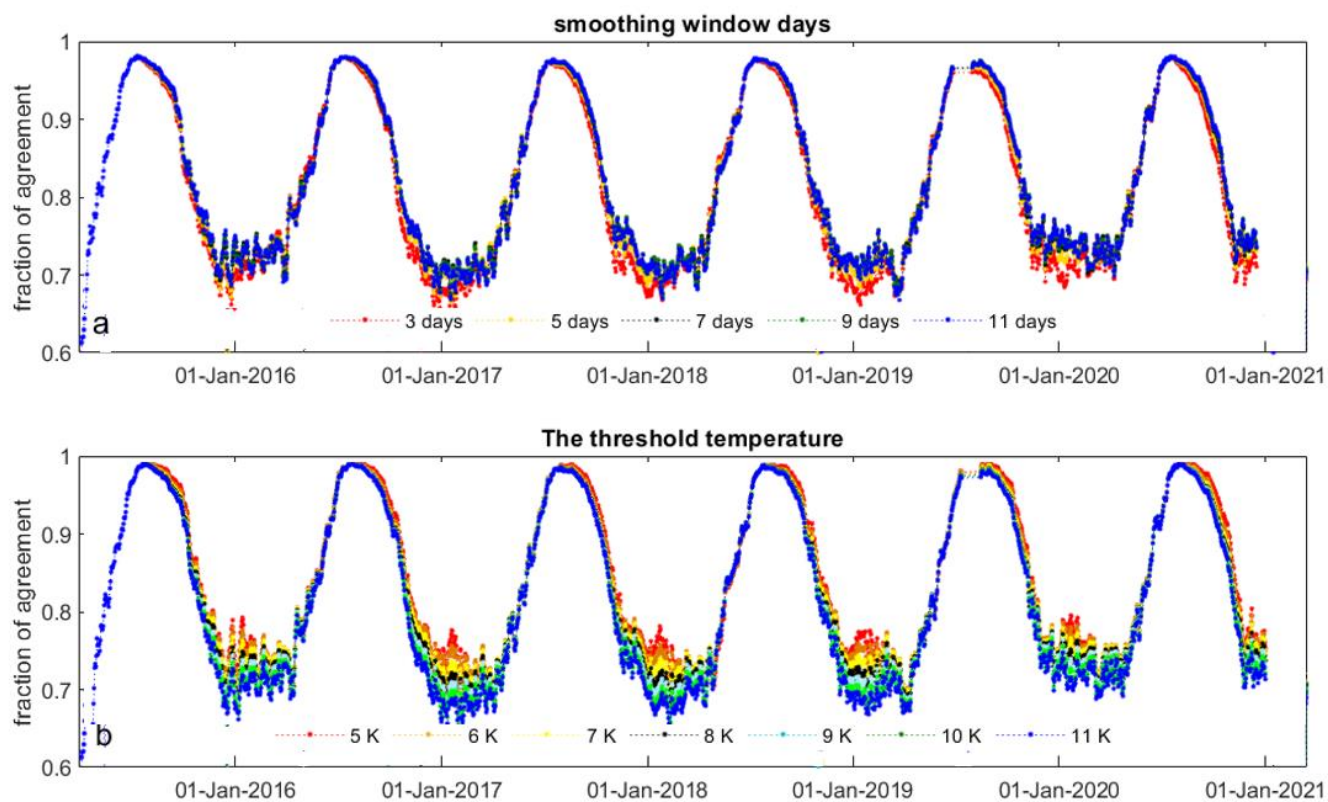 smoothing window days
1
0.9
0.8
0.7
0.6
fraction of agreement
a
3 days 5 days 7 days 9 days 11 days
01-Jan-2016 01-Jan-2017 01-Jan-2018 01-Jan-2019 01-Jan-2020 01-Jan-2021
The threshold temperature
1
0.9
0.8
0.7
0.6
fraction of agreement
b
5 K 6 K 7 K 8 K 9 K 10 K 11 K
01-Jan-2016 01-Jan-2017 01-Jan-2018 01-Jan-2019 01-Jan-2020 01-Jan-2021